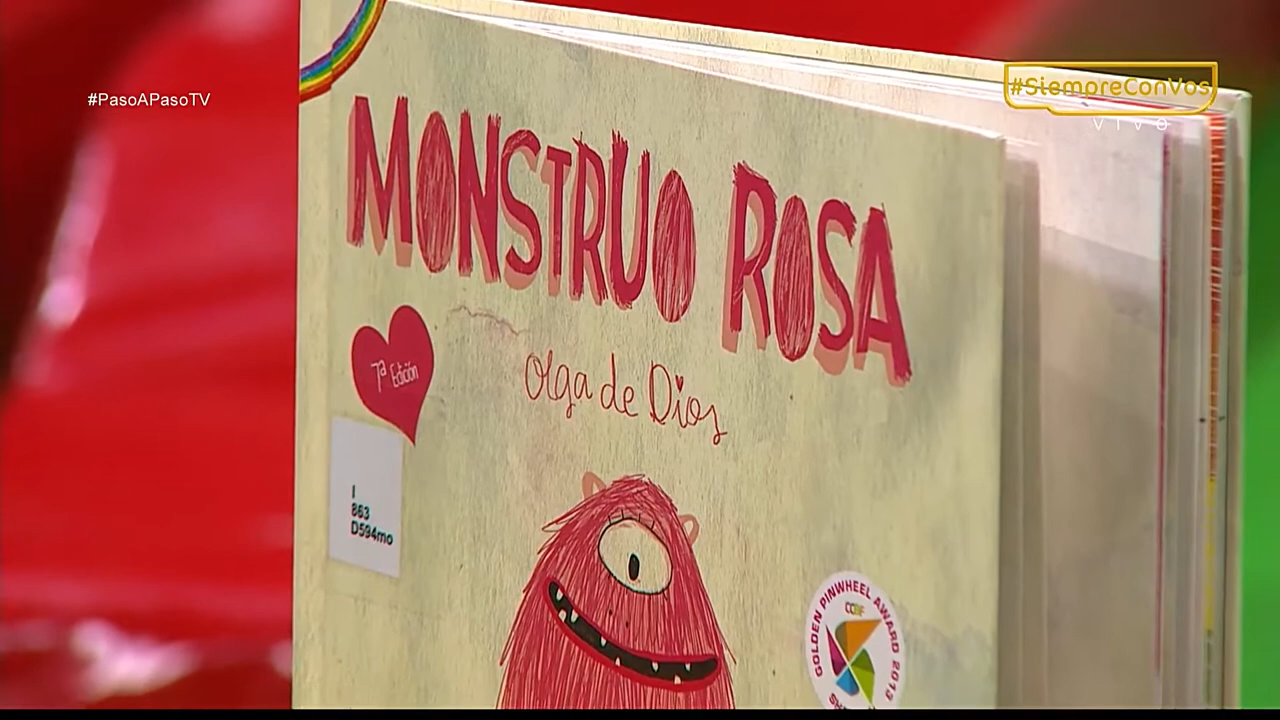 #PasoAPasoTV
#SiempreConVos
vivo
MONSTRUO ROSA
Olga de Dios
7ª Edición
I
863
D594mo
GOLDEN PINWHEEL AWARD 2013